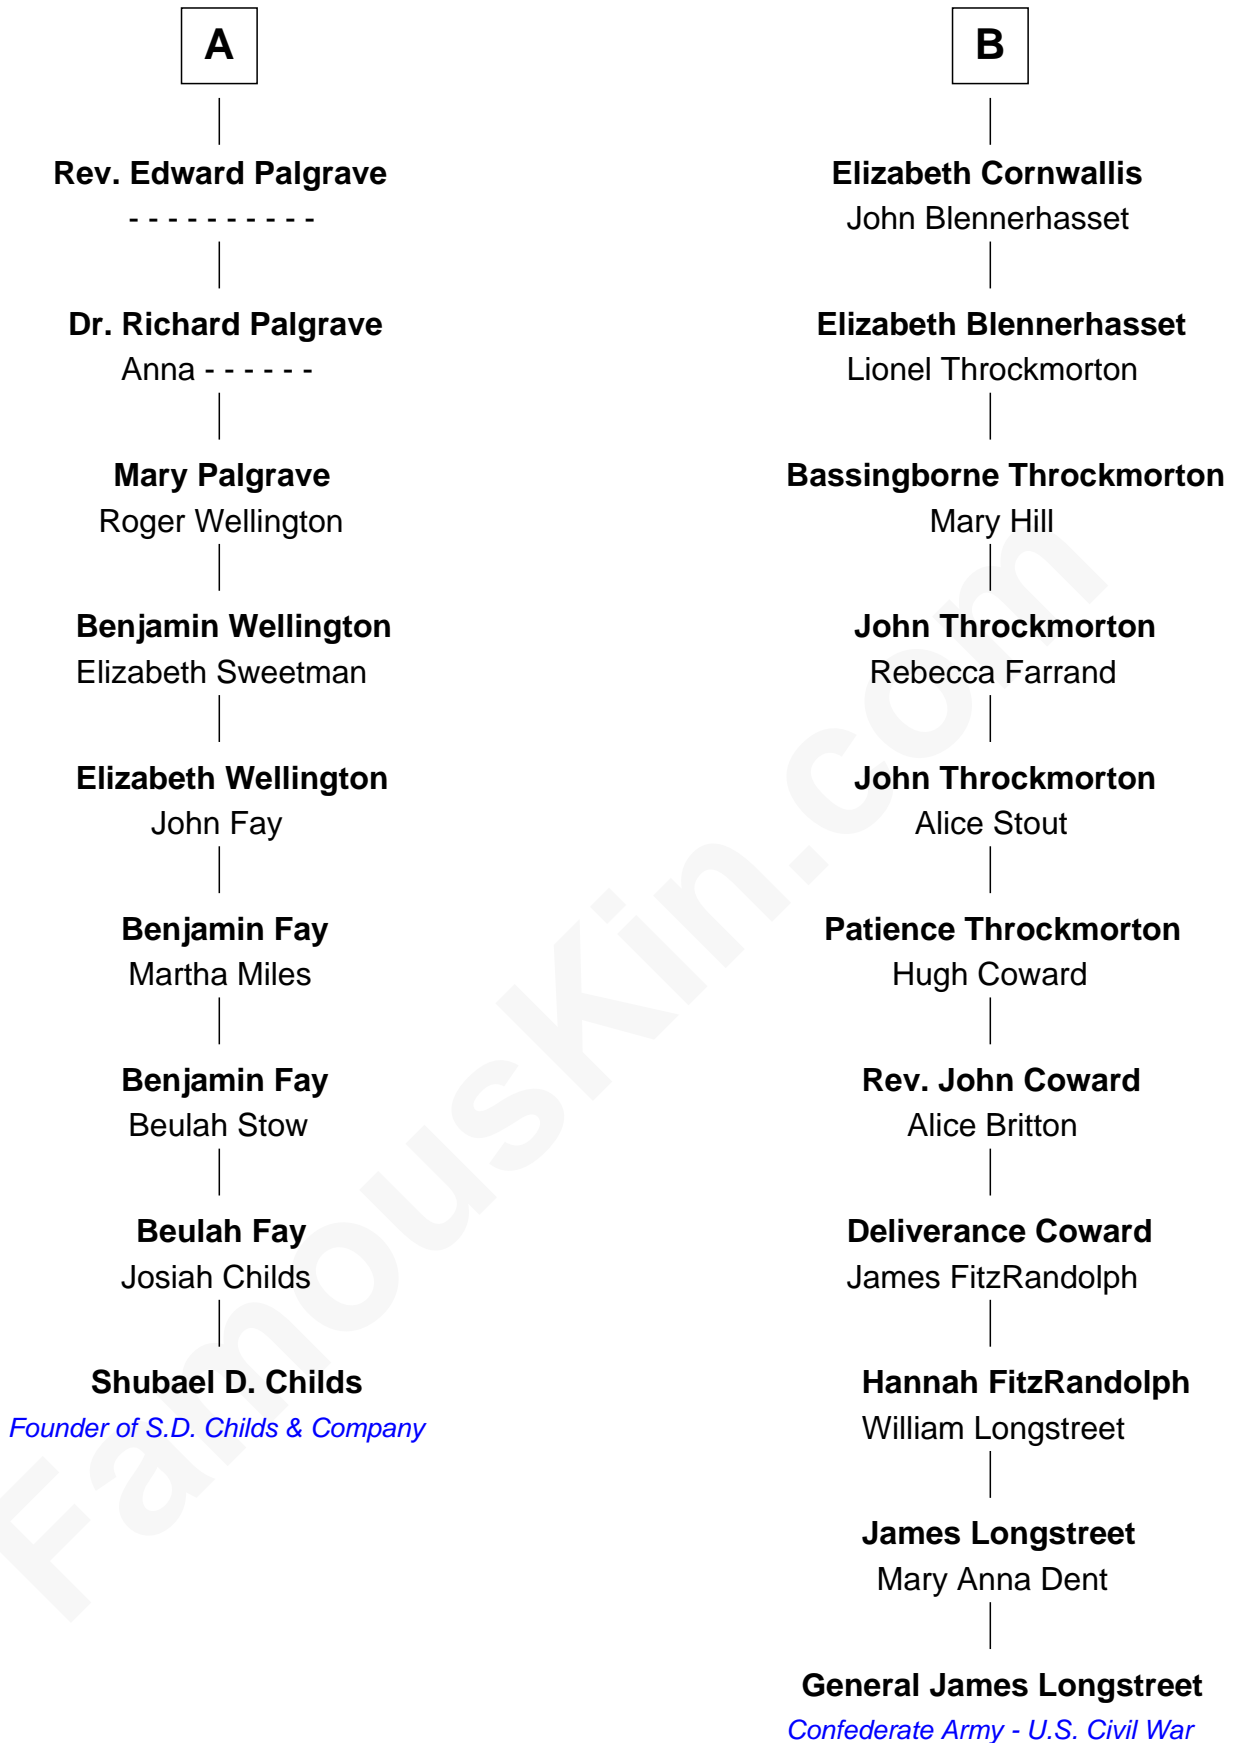 A
Rev. Edward Palgrave
- - - - - - - - - -
Dr. Richard Palgrave
Anna - - - - - -
Mary Palgrave
Roger Wellington
Benjamin Wellington
Elizabeth Sweetman
Elizabeth Wellington
John Fay
Benjamin Fay
Martha Miles
Benjamin Fay
Beulah Stow
Beulah Fay
Josiah Childs
Shubael D. Childs
Founder of S.D. Childs & Company
B
Elizabeth Cornwallis
John Blennerhasset
Elizabeth Blennerhasset
Lionel Throckmorton
Bassingborne Throckmorton
Mary Hill
John Throckmorton
Rebecca Farrand
John Throckmorton
Alice Stout
Patience Throckmorton
Hugh Coward
Rev. John Coward
Alice Britton
Deliverance Coward
James FitzRandolph
Hannah FitzRandolph
William Longstreet
James Longstreet
Mary Anna Dent
General James Longstreet
Confederate Army - U.S. Civil War
FamousKin.com